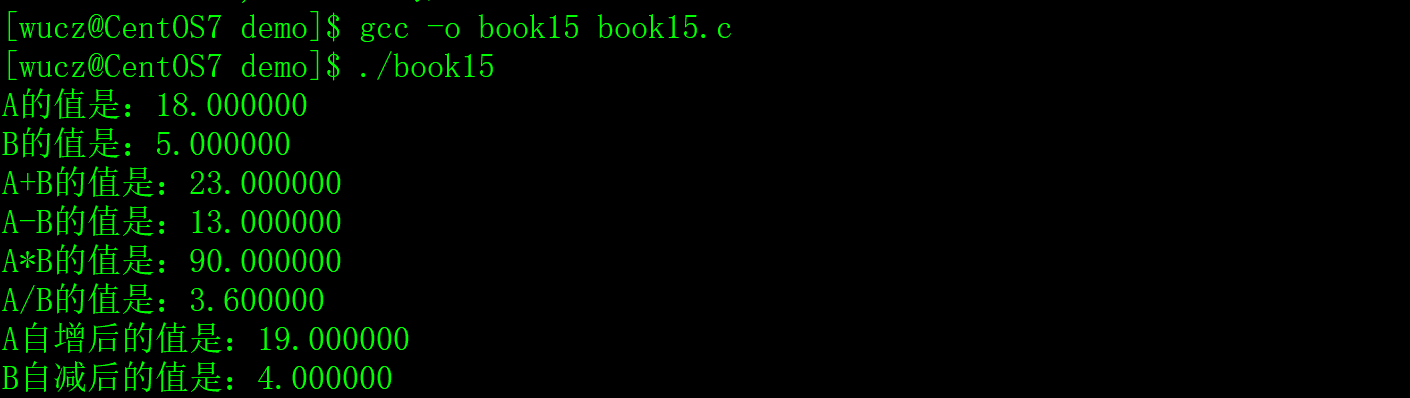 [wucz@CentOS7 demo]$ gcc -o book15 book15.c
[wucz@CentOS7 demo]$ ./book15
A的值是：18.000000
B的值是：5.000000
A+B的值是：23.000000
A-B的值是：13.000000
A*B的值是：90.000000
A/B的值是：3.600000
A自增后的值是：19.000000
B自减后的值是：4.000000